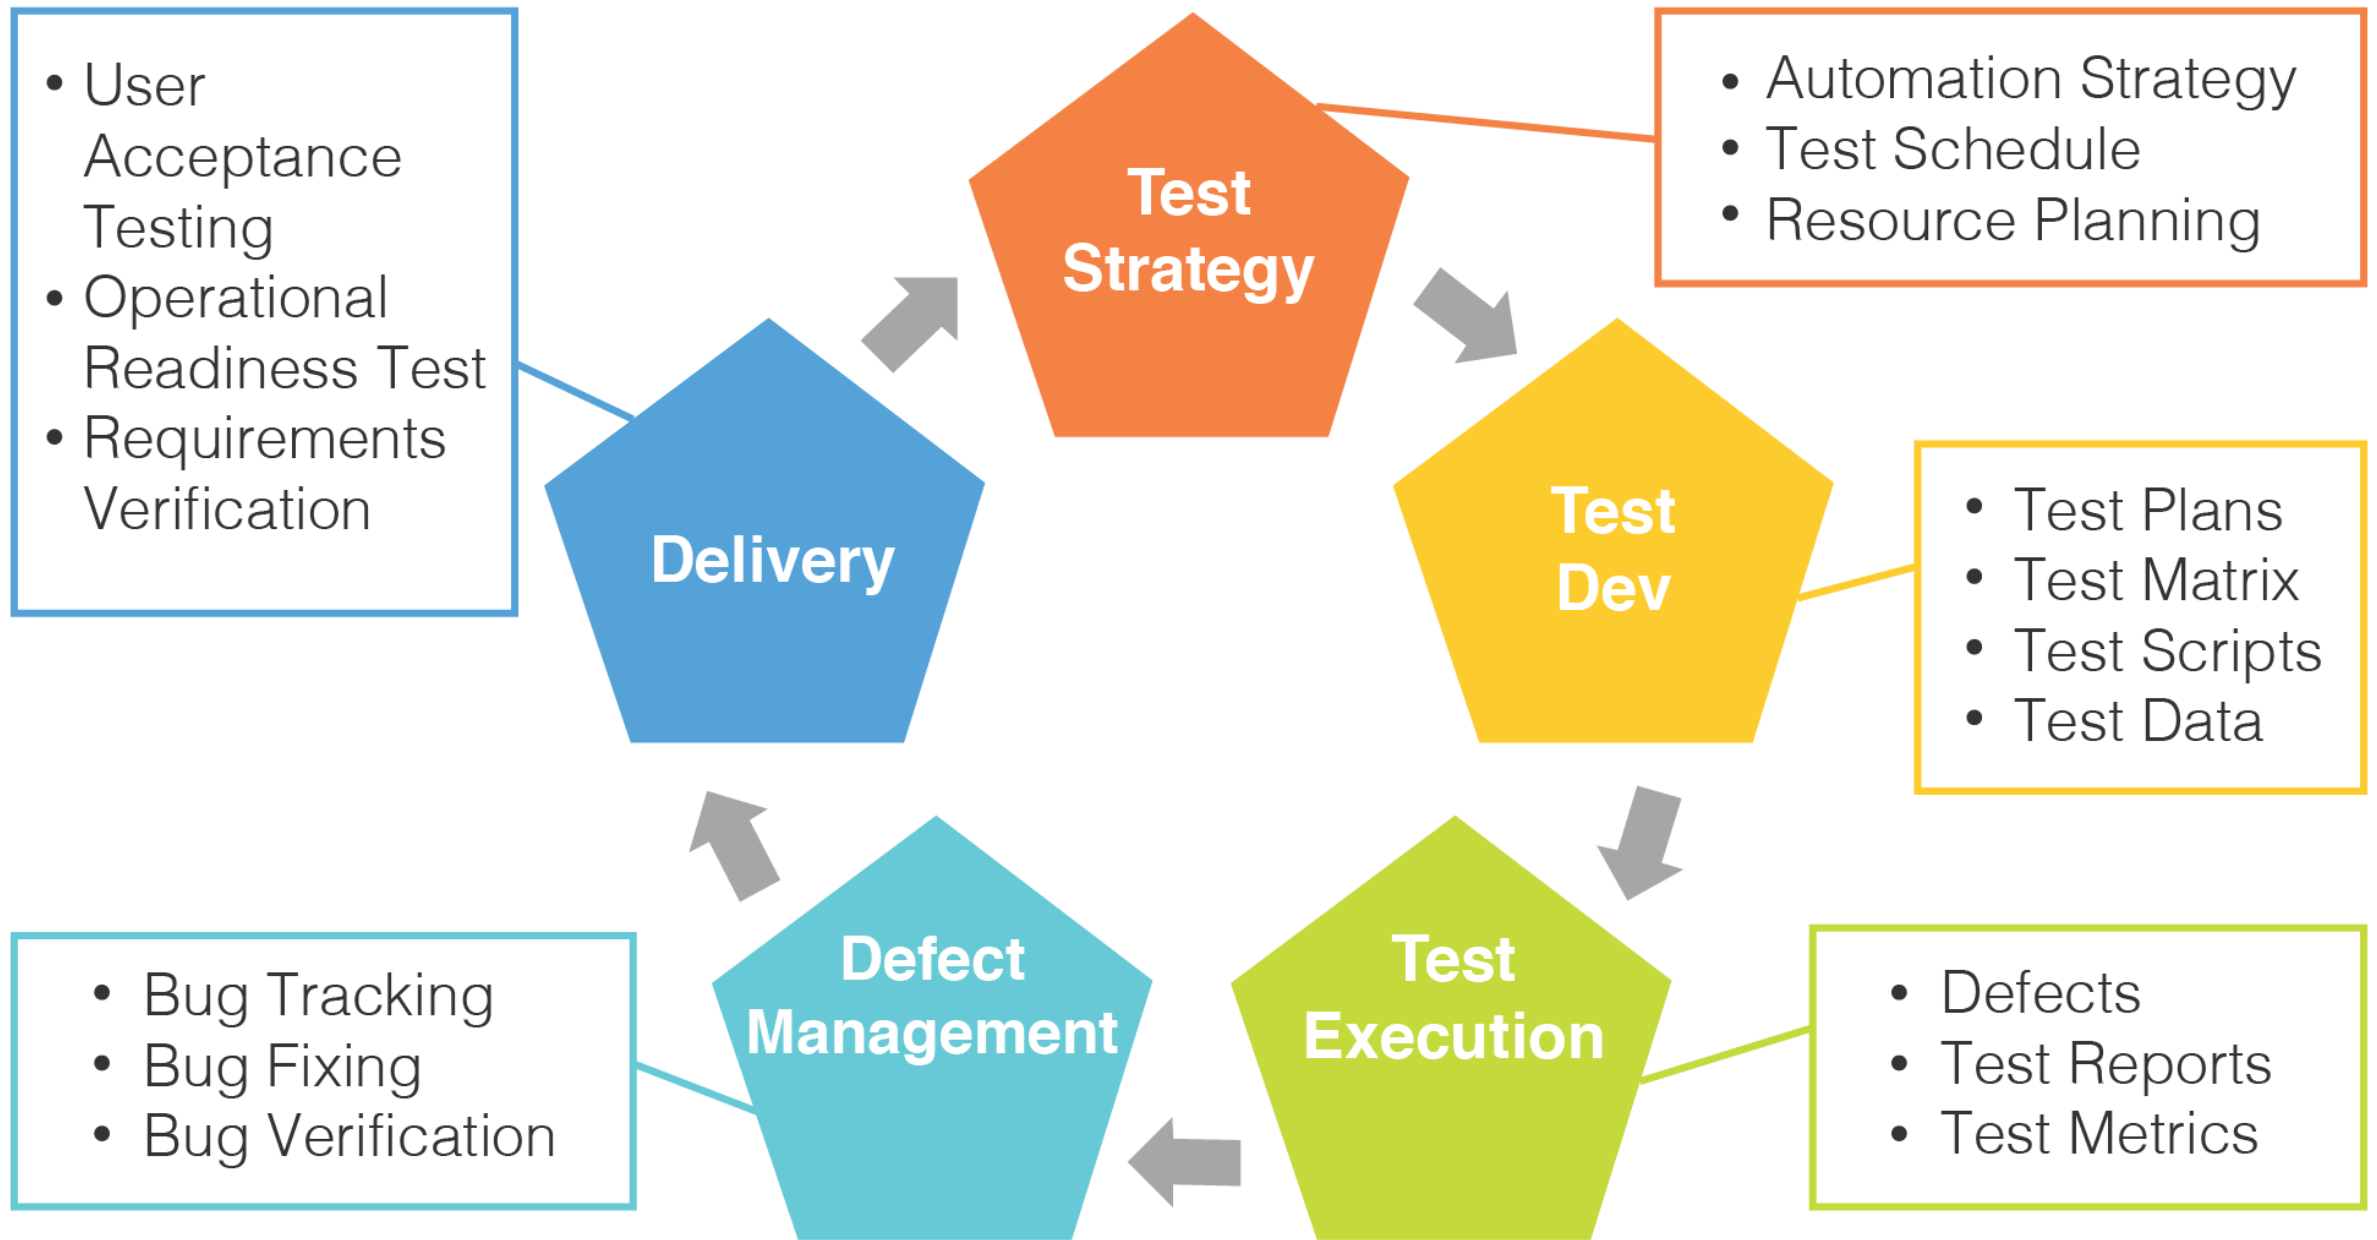 • User
Acceptance
Testing
• Operational
Readiness Test
• Requirements
Verification
Test
Strategy
• Automation Strategy
• Test Schedule
• Resource Planning
Delivery
Test
Dev
• Test Plans
• Test Matrix
• Test Scripts
• Test Data
• Bug Tracking
• Bug Fixing
• Bug Verification
Defect
Management
Test
Execution
• Defects
• Test Reports
• Test Metrics